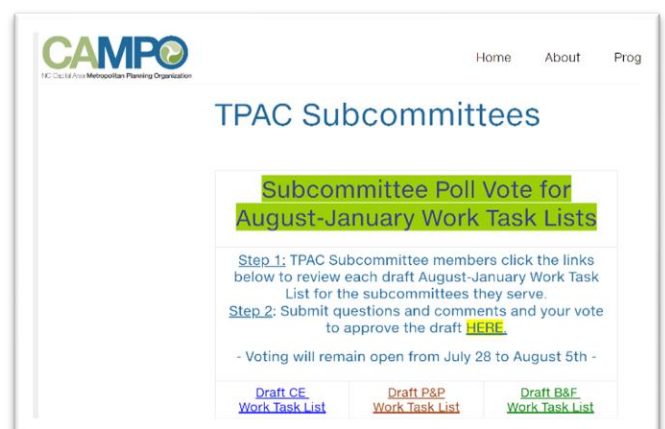 CAMPO
NC Capital Area Metropolitan Planning Organization
Home About Prog
TPAC Subcommittees
Subcommittee Poll Vote for
August-January Work Task Lists
Step 1: TPAC Subcommittee members click the links
below to review each draft August-January Work Task
List for the subcommittees they serve.
Step 2: Submit questions and comments and your vote
to approve the draft HERE.
- Voting will remain open from July 28 to August 5th -
Draft CE Draft P&P Draft B&F
Work Task List Work Task List Work Task List